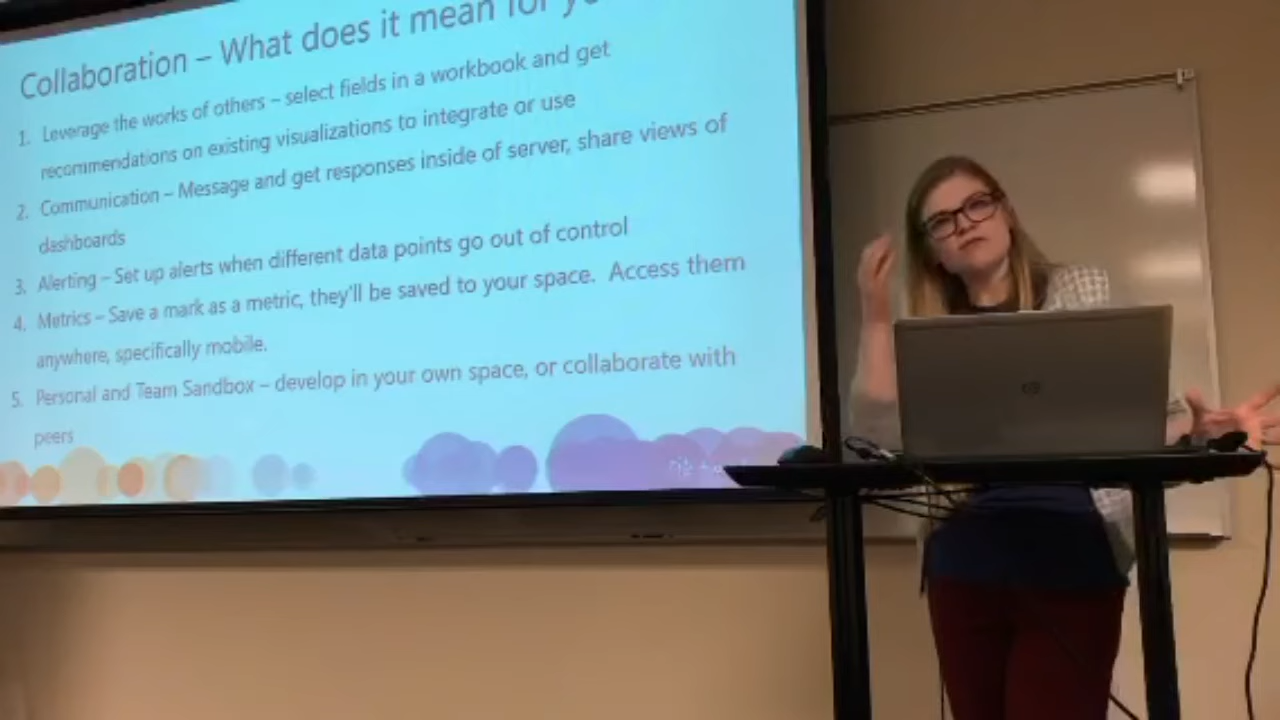 Collaboration – What does it mean for
1. Leverage the works of others – select fields in a workbook and get
recommendations on existing visualizations to integrate or use
2. Communication – Message and get responses inside of server, share views of
dashboards
3. Alerting – Set up alerts when different data points go out of control
4. Metrics – Save a mark as a metric, they'll be saved to your space. Access them
anywhere, specifically mobile.
5. Personal and Team Sandbox – develop in your own space, or collaborate with
peers
hp